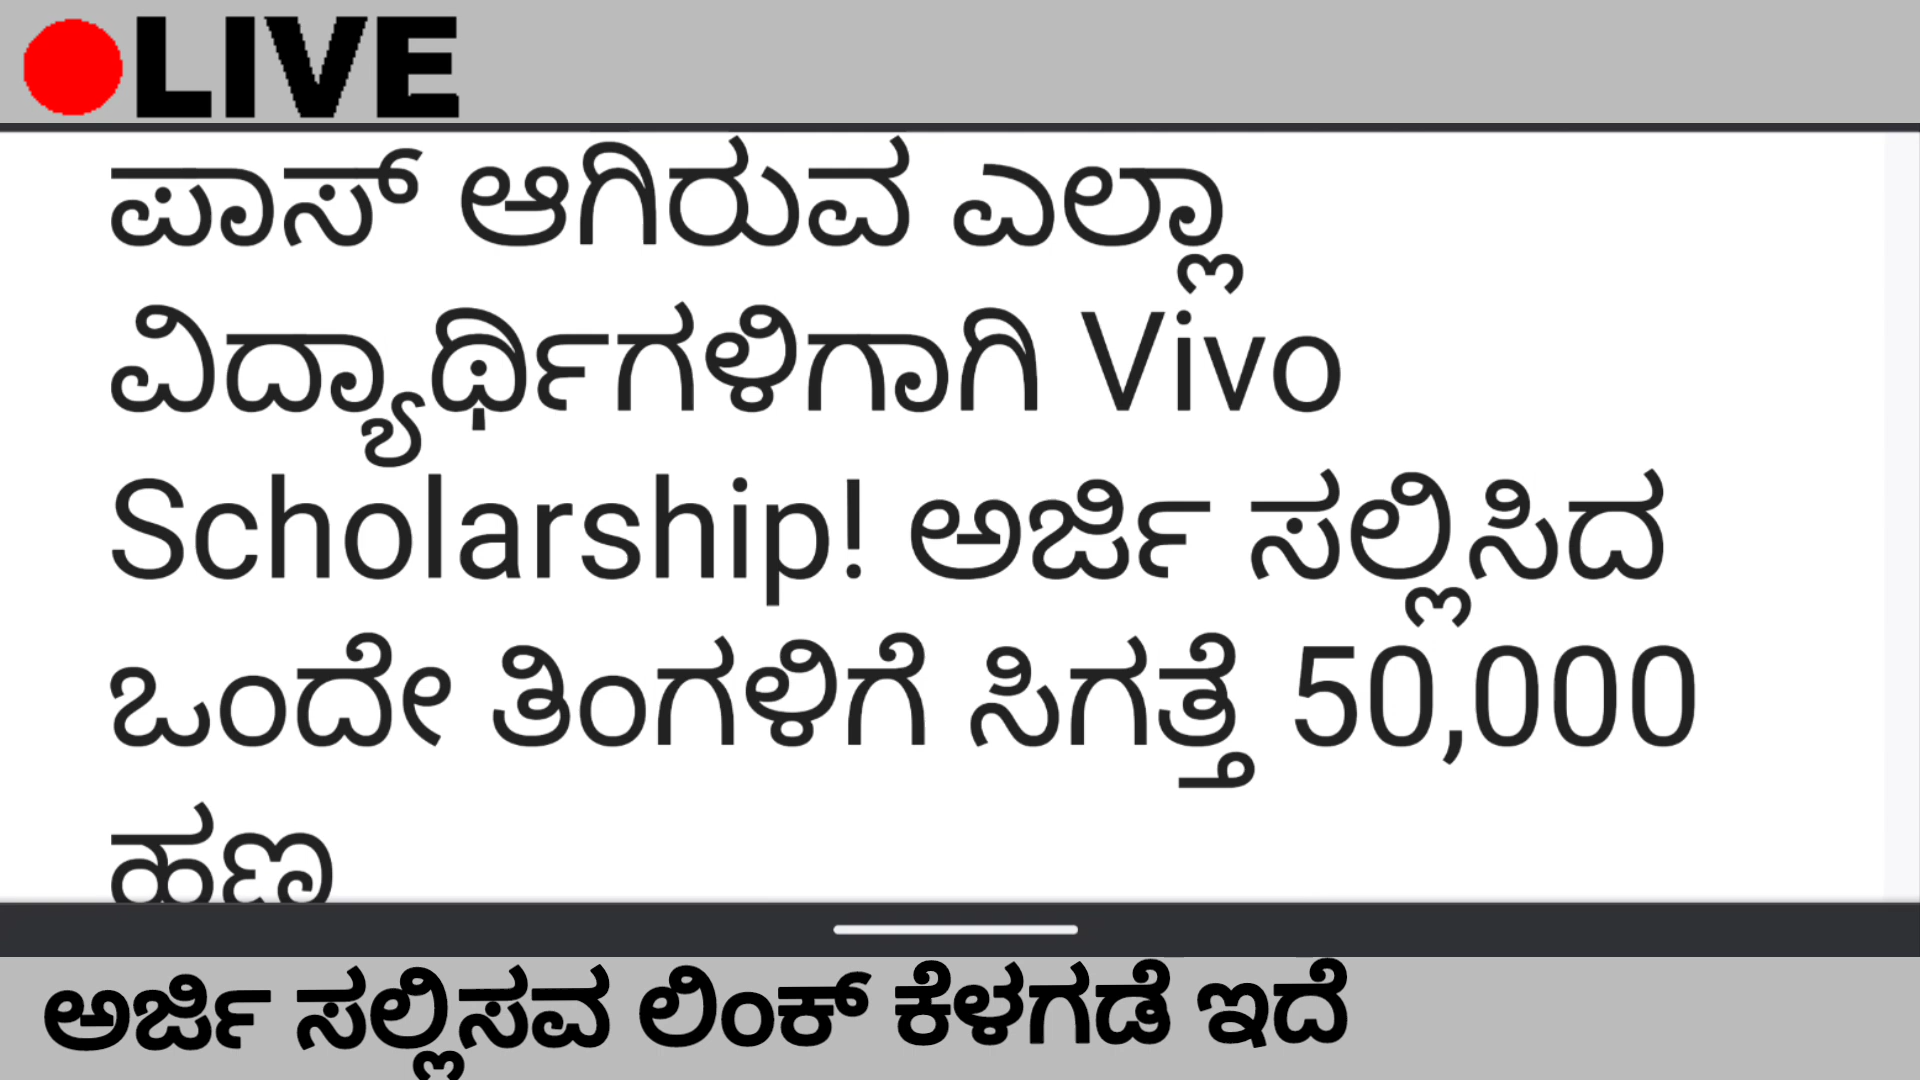 LIVE
ಪಾಸ್ ಆಗಿರುವ ಎಲ್ಲಾ
ವಿದ್ಯಾರ್ಥಿಗಳಿಗಾಗಿ Vivo
Scholarship! ಅರ್ಜಿ ಸಲ್ಲಿಸಿದ
ಒಂದೇ ತಿಂಗಳಿಗೆ ಸಿಗತ್ತೆ 50,000
ಹಣ
ಅರ್ಜಿ ಸಲ್ಲಿಸವ ಲಿಂಕ್ ಕೆಳಗಡೆ ಇದೆ